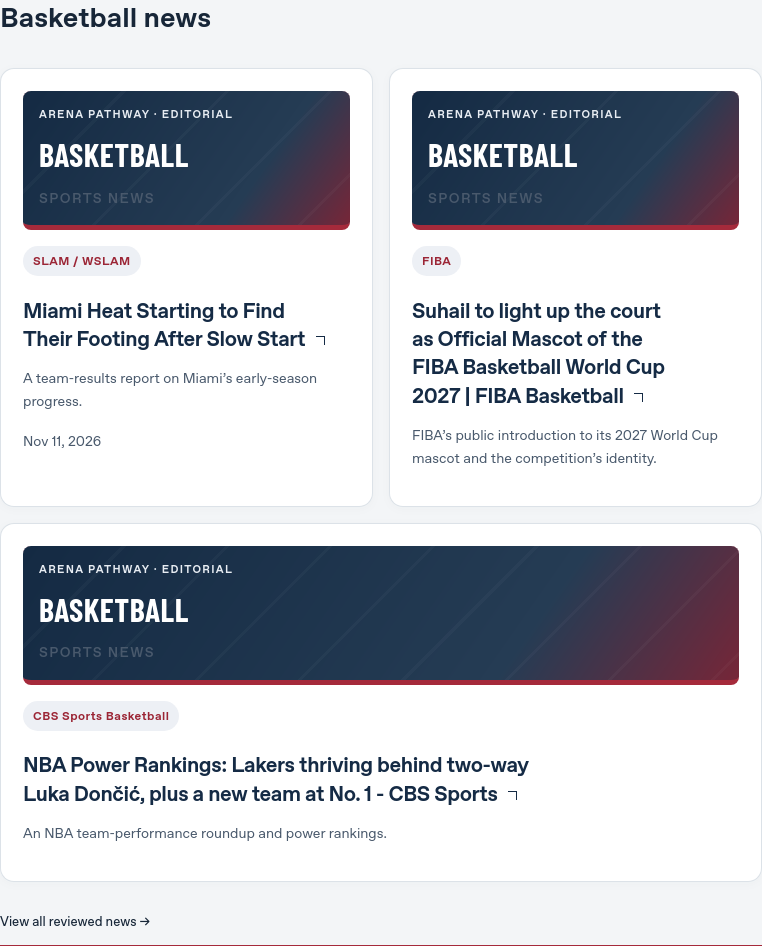 Basketball news
ARENA PATHWAY · EDITORIAL
BASKETBALL
SPORTS NEWS
SLAM / WSLAM
Miami Heat Starting to Find
Their Footing After Slow Start
A team-results report on Miami’s early-season
progress.
Nov 11, 2026
ARENA PATHWAY · EDITORIAL
BASKETBALL
SPORTS NEWS
FIBA
Suhail to light up the court
as Official Mascot of the
FIBA Basketball World Cup
2027 | FIBA Basketball
FIBA’s public introduction to its 2027 World Cup
mascot and the competition’s identity.
ARENA PATHWAY · EDITORIAL
BASKETBALL
SPORTS NEWS
CBS Sports Basketball
NBA Power Rankings: Lakers thriving behind two-way
Luka Dončić, plus a new team at No. 1 - CBS Sports
An NBA team-performance roundup and power rankings.
View all reviewed news →